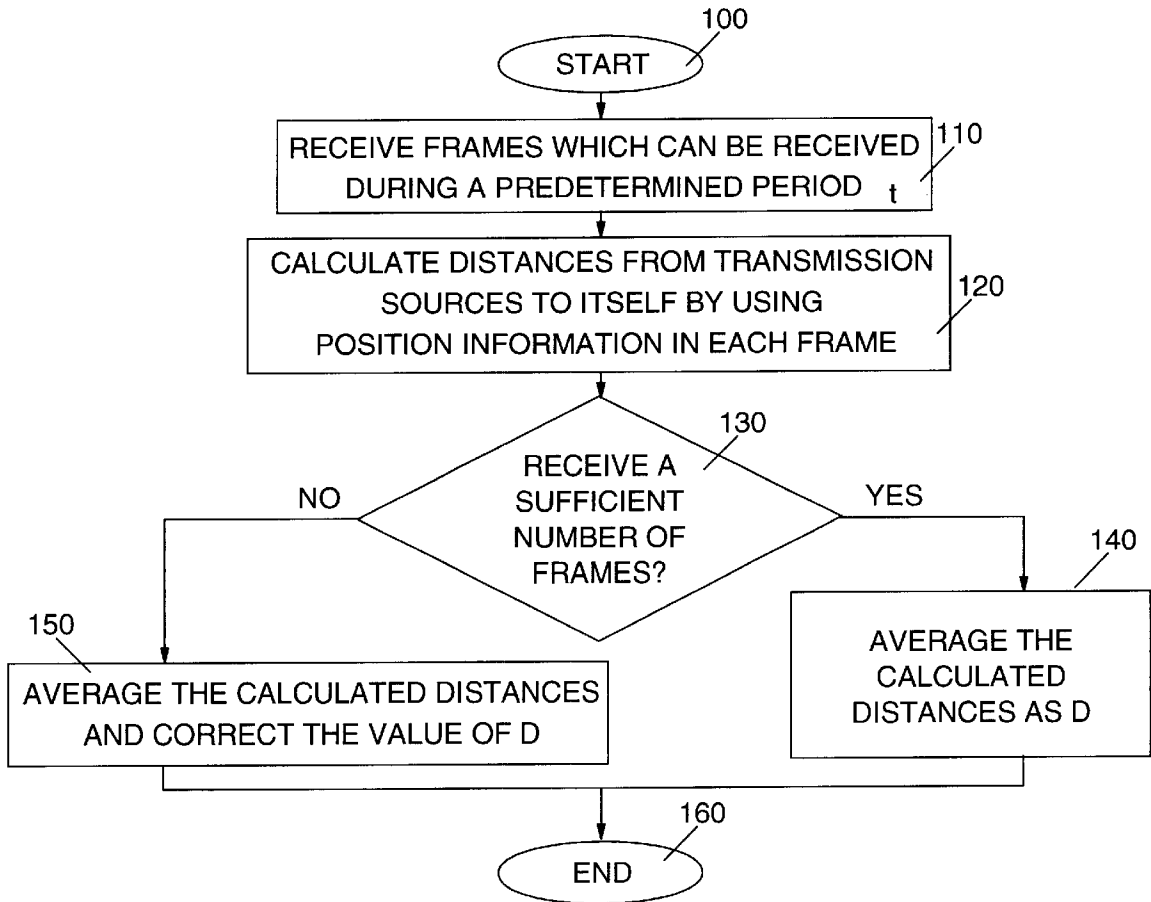 100
START
RECEIVE FRAMES WHICH CAN BE RECEIVED
DURING A PREDETERMINED PERIOD t
110
CALCULATE DISTANCES FROM TRANSMISSION
SOURCES TO ITSELF BY USING
POSITION INFORMATION IN EACH FRAME
120
130
RECEIVE A
SUFFICIENT
NUMBER OF
FRAMES?
NO
YES
140
AVERAGE THE
CALCULATED
DISTANCES AS D
150
AVERAGE THE CALCULATED DISTANCES
AND CORRECT THE VALUE OF D
160
END